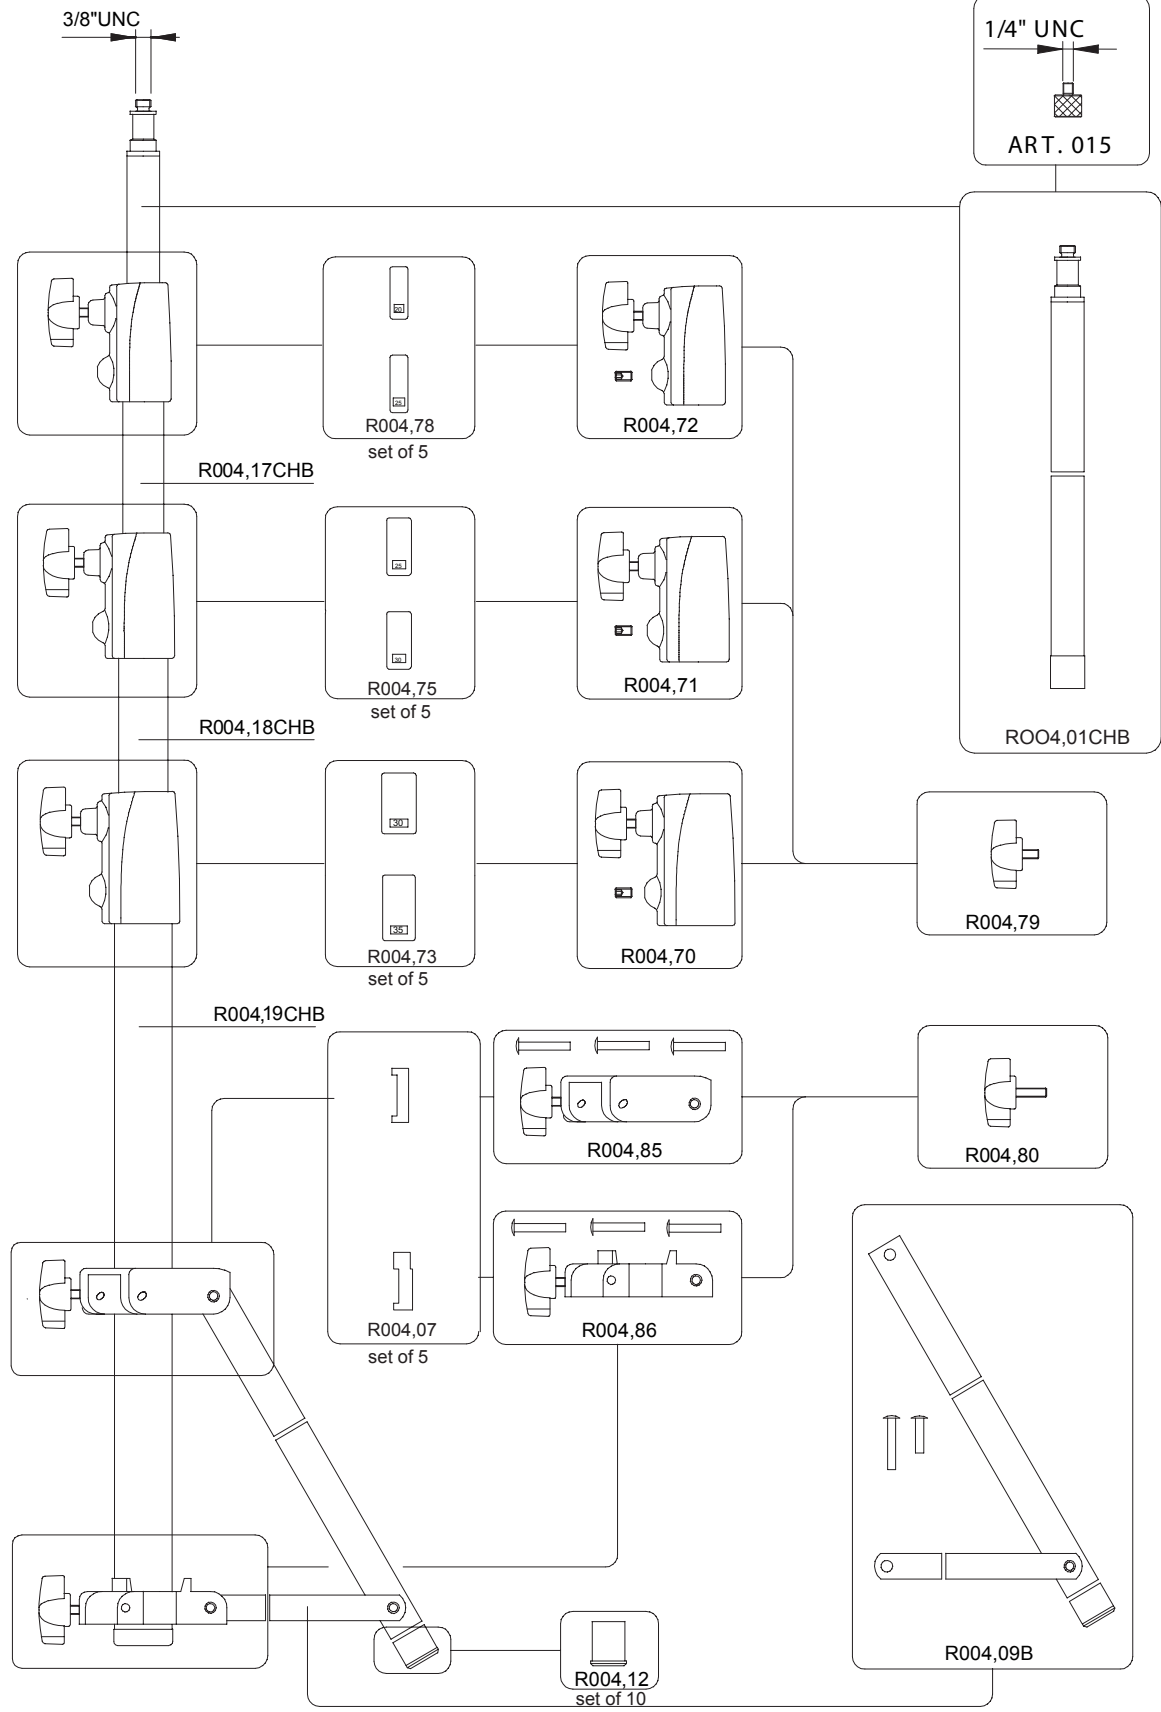 3/8"UNC
1/4" UNC
ART. 015
20
25
R004,78
set of 5
R004,72
R004,17CHB
25
30
R004,75
set of 5
R004,71
R004,18CHB
ROO4,01CHB
30
35
R004,73
set of 5
R004,70
R004,79
R004,19CHB
R004,85
R004,80
R004,07
set of 5
R004,86
R004,09B
R004,12
set of 10